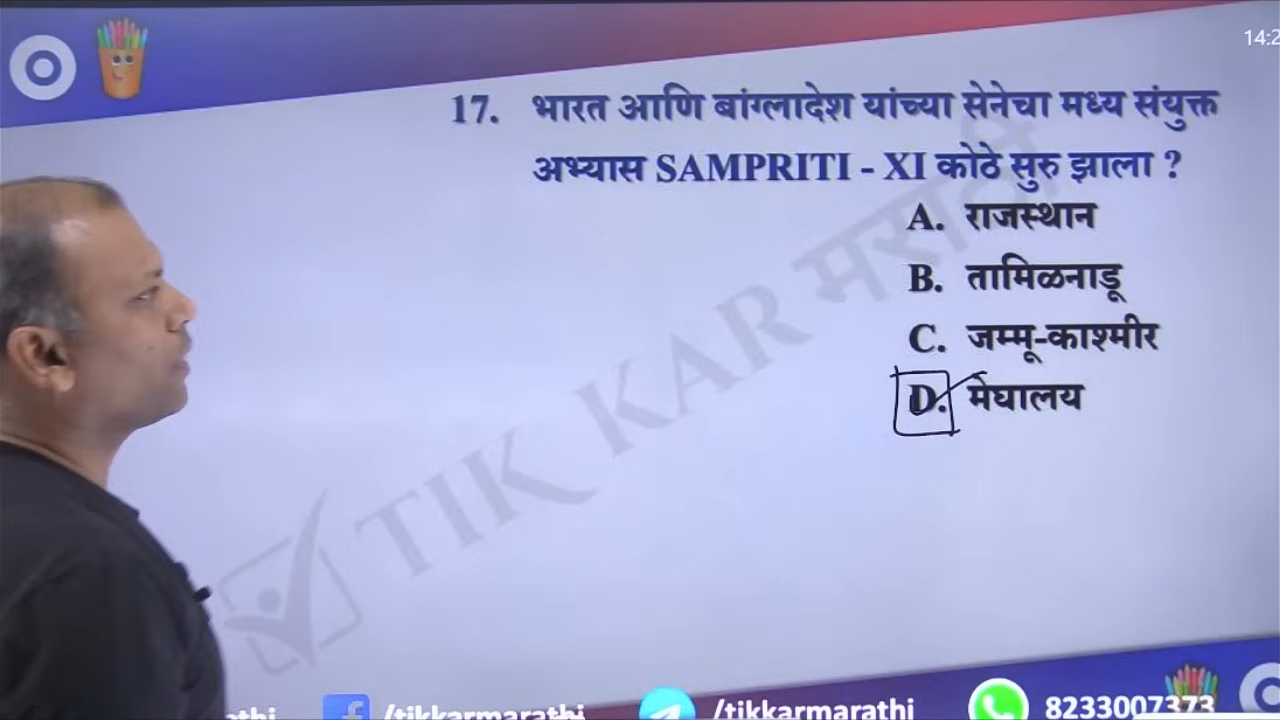 14:2
17. भारत आणि बांग्लादेश यांच्या सेनेचा मध्य संयुक्त
अभ्यास SAMPRITI - XI कोठे सुरु झाला ?
A. राजस्थान
B. तामिळनाडू
C. जम्मू-काश्मीर
D. मेघालय
TIK KAR मराठी
/tikkarmarathi
/tikkarmarathi
8233007373